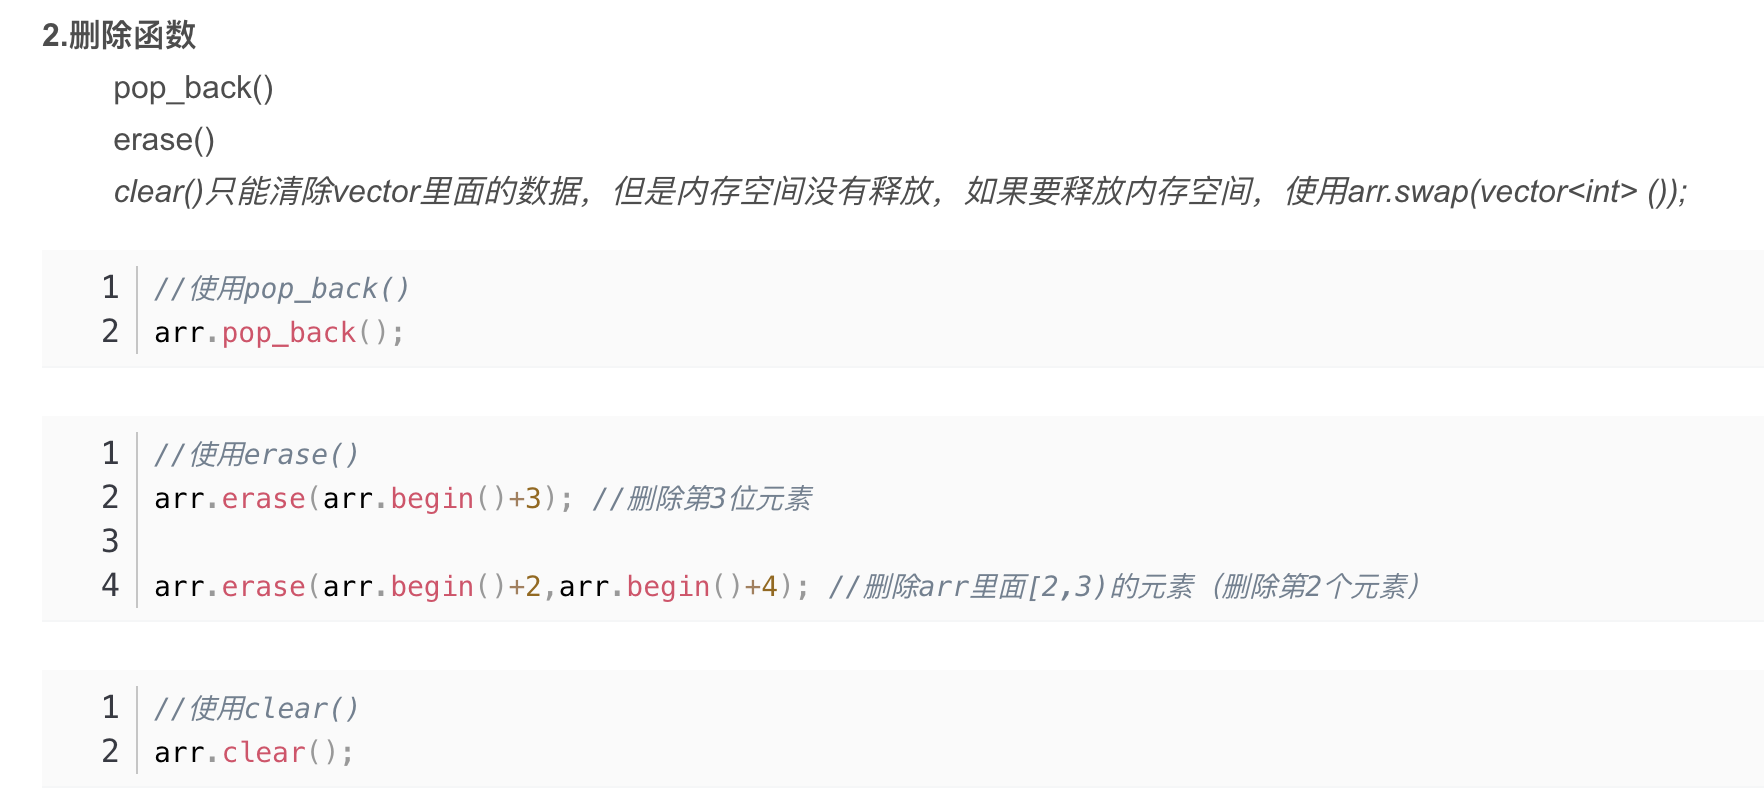 2.删除函数
pop_back()
erase()
clear()只能清除vector里面的数据，但是内存空间没有释放，如果要释放内存空间，使用arr.swap(vector<int> ());
1 //使用pop_back()
2 arr.pop_back();
1 //使用erase()
2 arr.erase(arr.begin()+3); //删除第3位元素
3
4 arr.erase(arr.begin()+2,arr.begin()+4); //删除arr里面[2,3)的元素（删除第2个元素）
1 //使用clear()
2 arr.clear();